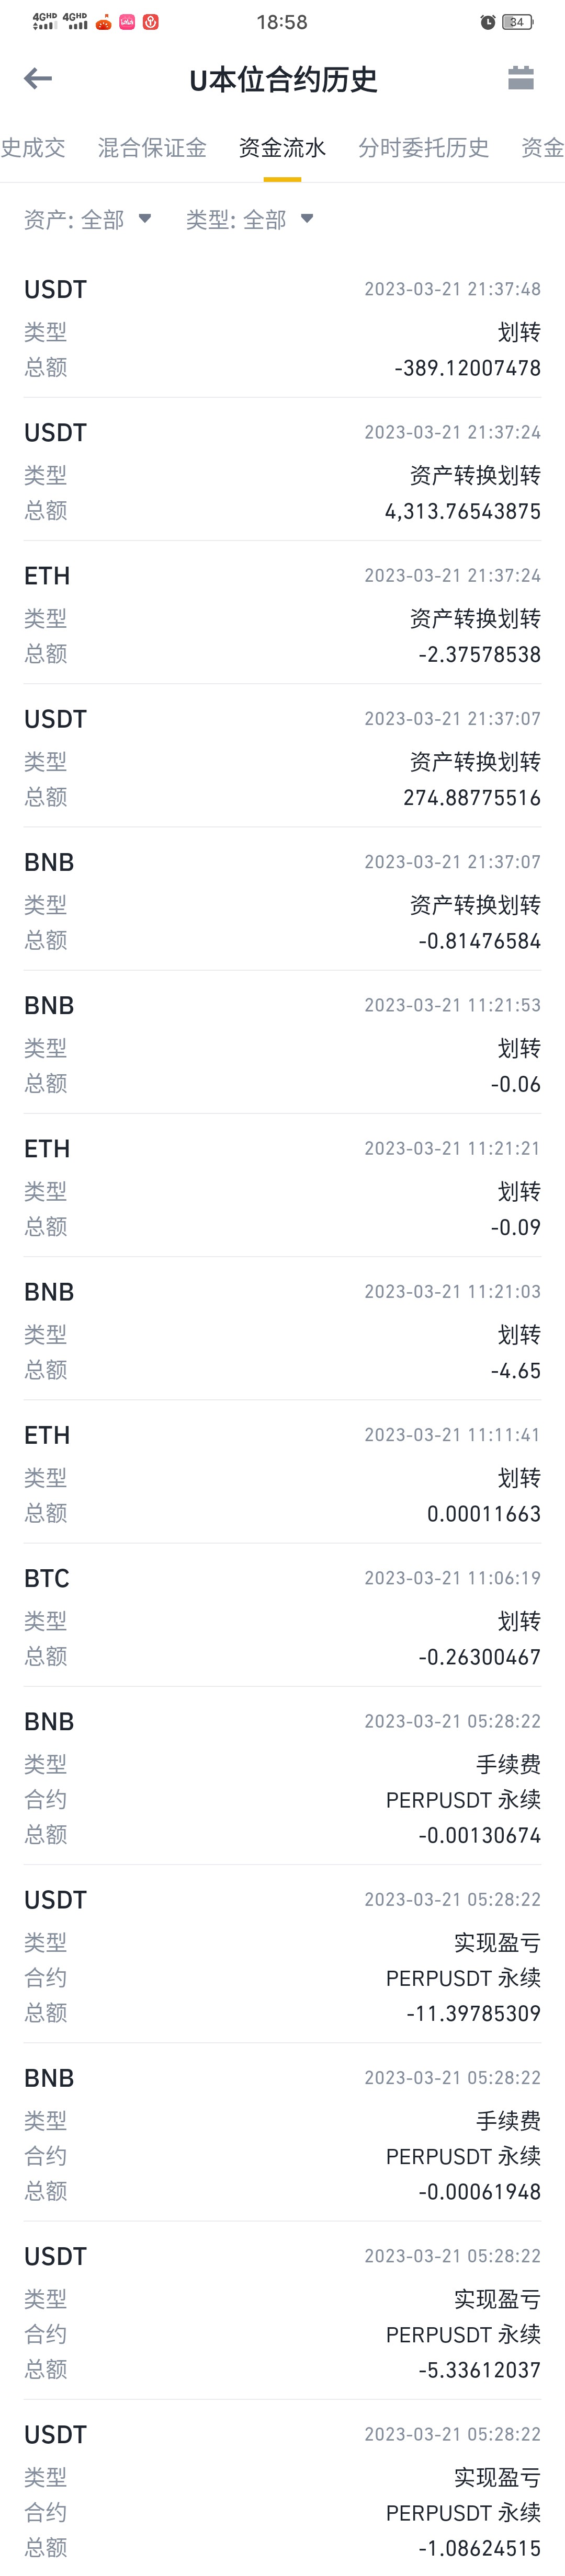 4GHD 4GHD 18:58 34
U本位合约历史
史成交 混合保证金 资金流水 分时委托历史 资金
资产: 全部 类型: 全部
USDT 2023-03-21 21:37:48
类型 划转
总额 -389.12007478
USDT 2023-03-21 21:37:24
类型 资产转换划转
总额 4,313.76543875
ETH 2023-03-21 21:37:24
类型 资产转换划转
总额 -2.37578538
USDT 2023-03-21 21:37:07
类型 资产转换划转
总额 274.88775516
BNB 2023-03-21 21:37:07
类型 资产转换划转
总额 -0.81476584
BNB 2023-03-21 11:21:53
类型 划转
总额 -0.06
ETH 2023-03-21 11:21:21
类型 划转
总额 -0.09
BNB 2023-03-21 11:21:03
类型 划转
总额 -4.65
ETH 2023-03-21 11:11:41
类型 划转
总额 0.00011663
BTC 2023-03-21 11:06:19
类型 划转
总额 -0.26300467
BNB 2023-03-21 05:28:22
类型 手续费
合约 PERPUSDT 永续
总额 -0.00130674
USDT 2023-03-21 05:28:22
类型 实现盈亏
合约 PERPUSDT 永续
总额 -11.39785309
BNB 2023-03-21 05:28:22
类型 手续费
合约 PERPUSDT 永续
总额 -0.00061948
USDT 2023-03-21 05:28:22
类型 实现盈亏
合约 PERPUSDT 永续
总额 -5.33612037
USDT 2023-03-21 05:28:22
类型 实现盈亏
合约 PERPUSDT 永续
总额 -1.08624515